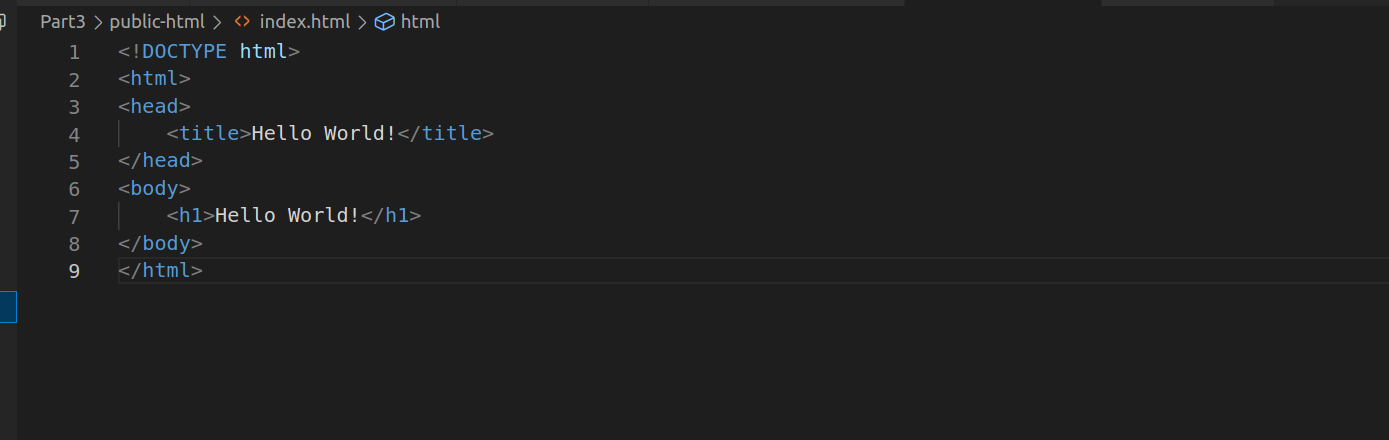 Part3 > public-html > <> index.html > html
1 <!DOCTYPE html>
2 <html>
3 <head>
4     <title>Hello World!</title>
5 </head>
6 <body>
7     <h1>Hello World!</h1>
8 </body>
9 </html>